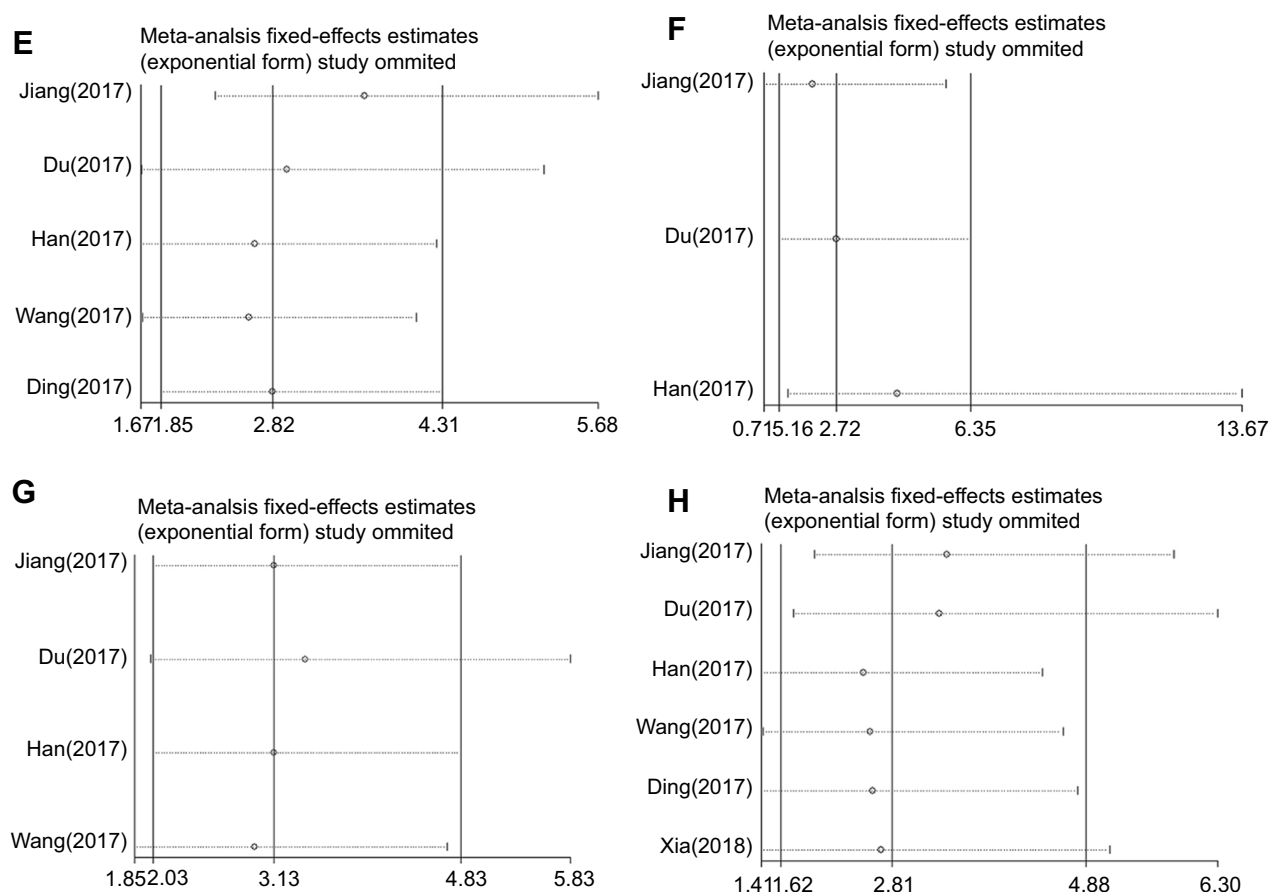 E
Meta-analsis fixed-effects estimates
(exponential form) study ommited
Jiang(2017)
Du(2017)
Han(2017)
Wang(2017)
Ding(2017)
1.671.85 2.82 4.31 5.68
F
Meta-analsis fixed-effects estimates
(exponential form) study ommited
Jiang(2017)
Du(2017)
Han(2017)
0.715.16 2.72 6.35 13.67
G
Meta-analsis fixed-effects estimates
(exponential form) study ommited
Jiang(2017)
Du(2017)
Han(2017)
Wang(2017)
1.852.03 3.13 4.83 5.83
H
Meta-analsis fixed-effects estimates
(exponential form) study ommited
Jiang(2017)
Du(2017)
Han(2017)
Wang(2017)
Ding(2017)
Xia(2018)
1.411.62 2.81 4.88 6.30